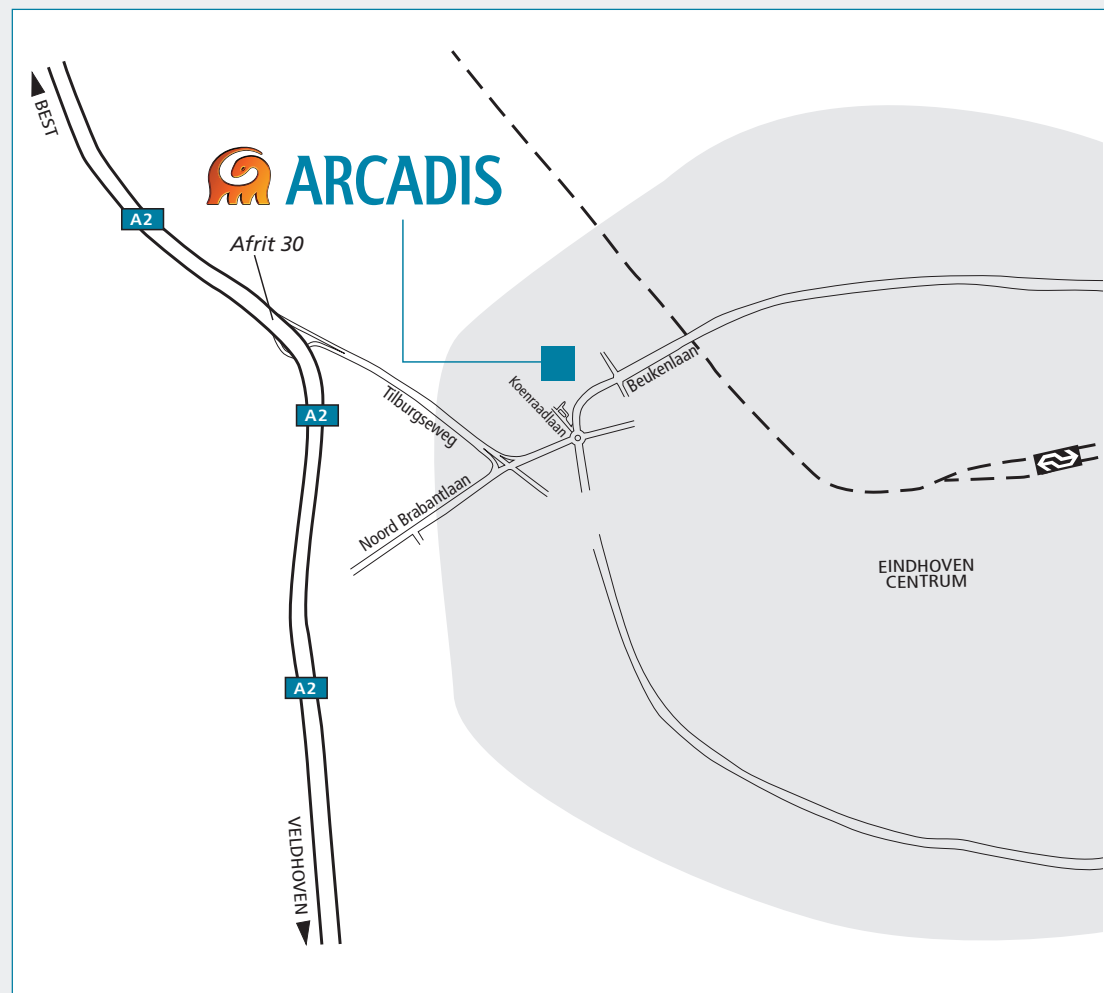 BEST
ARCADIS
A2
Afrit 30
Beukenlaan
Koenraadlaan
Tilburgseweg
A2
Noord Brabantlaan
EINDHOVEN
CENTRUM
A2
VELDHOVEN